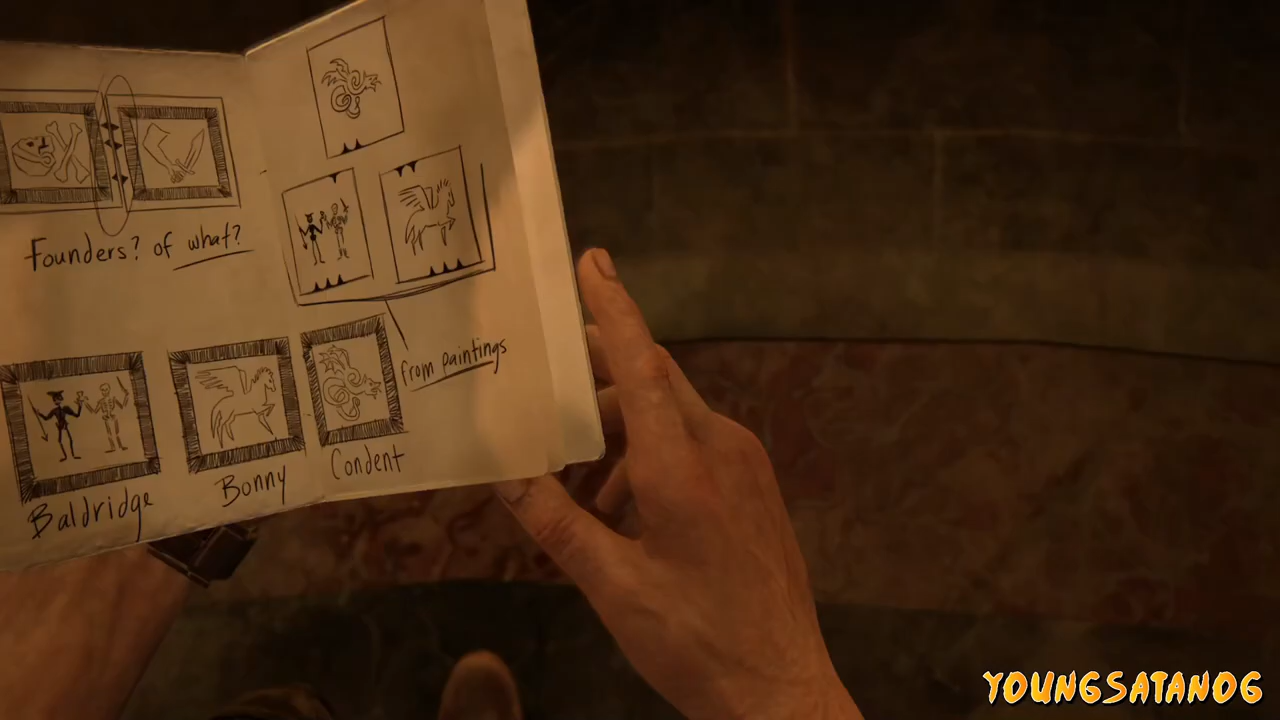 Founders? of what?
from paintings
Baldridge
Bonny
Condent
YOUNGSATANOG